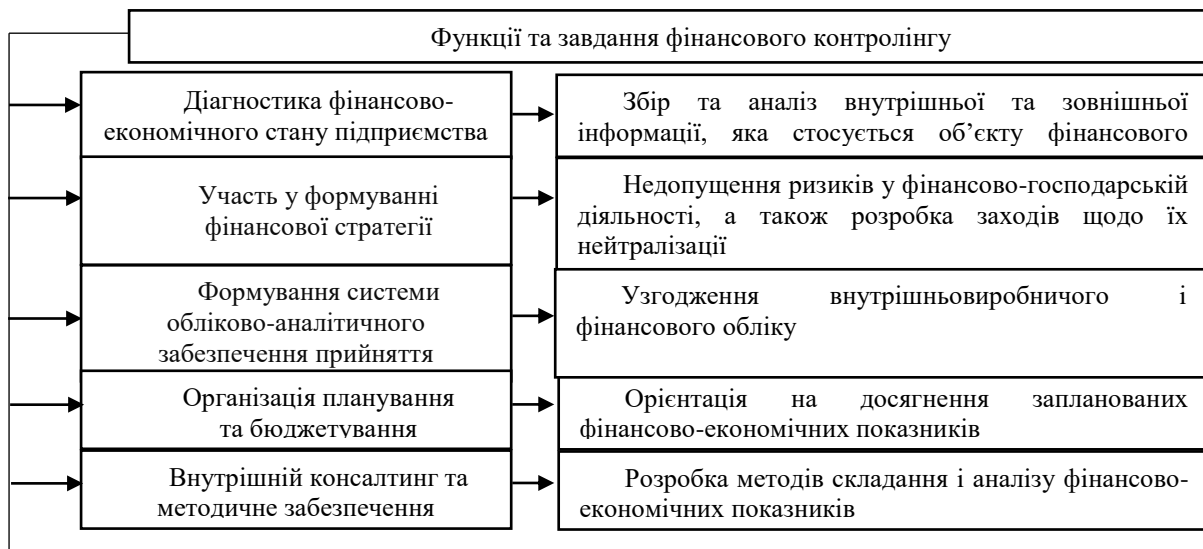 Функції та завдання фінансового контролінгу
Діагностика фінансово-
економічного стану підприємства
Збір та аналіз внутрішньої та зовнішньої
інформації, яка стосується об’єкту фінансового
Участь у формуванні
фінансової стратегії
Недопущення ризиків у фінансово-господарській
діяльності, а також розробка заходів щодо їх
нейтралізації
Формування системи
обліково-аналітичного
забезпечення прийняття
Узгодження внутрішньовиробничого і
фінансового обліку
Організація планування
та бюджетування
Орієнтація на досягнення запланованих
фінансово-економічних показників
Внутрішній консалтинг та
методичне забезпечення
Розробка методів складання і аналізу фінансово-
економічних показників